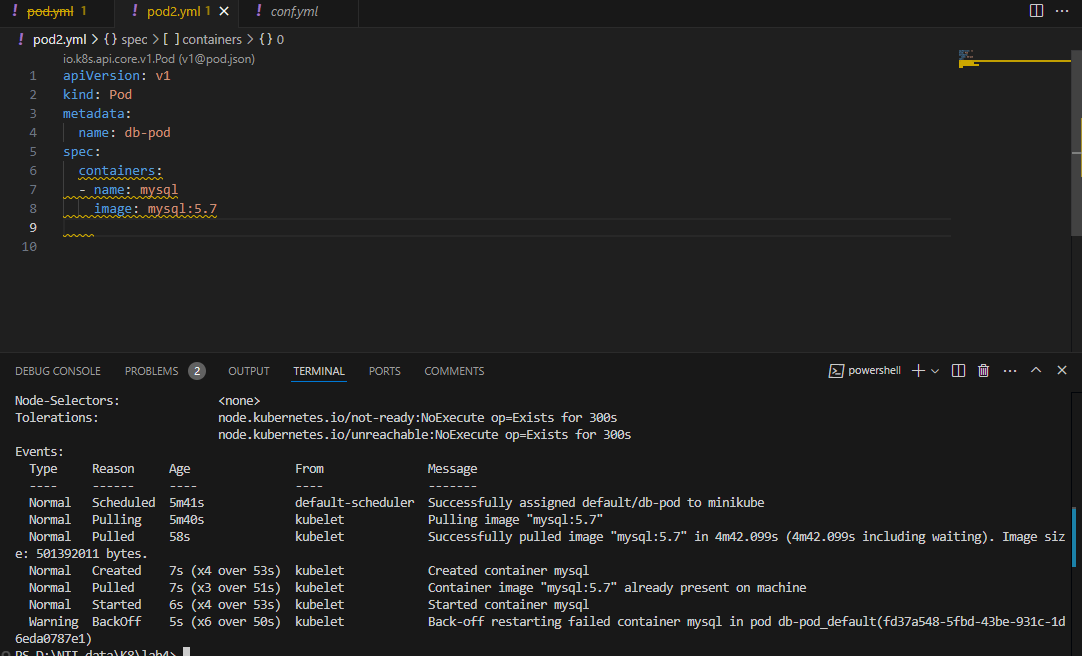 ! pod.yml 1 ! pod2.yml 1 × ! conf.yml ···
! pod2.yml > {} spec > [ ] containers > {} 0
io.k8s.api.core.v1.Pod (v1@pod.json)
1 apiVersion: v1
2 kind: Pod
3 metadata:
4   name: db-pod
5 spec:
6   containers:
7   - name: mysql
8     image: mysql:5.7
9
10
DEBUG CONSOLE PROBLEMS 2 OUTPUT TERMINAL PORTS COMMENTS powershell + ···
Node-Selectors: <none>
Tolerations: node.kubernetes.io/not-ready:NoExecute op=Exists for 300s
node.kubernetes.io/unreachable:NoExecute op=Exists for 300s
Events:
Type Reason Age From Message
---- ------ ---- ---- -------
Normal Scheduled 5m41s default-scheduler Successfully assigned default/db-pod to minikube
Normal Pulling 5m40s kubelet Pulling image "mysql:5.7"
Normal Pulled 58s kubelet Successfully pulled image "mysql:5.7" in 4m42.099s (4m42.099s including waiting). Image siz
e: 501392011 bytes.
Normal Created 7s (x4 over 53s) kubelet Created container mysql
Normal Pulled 7s (x3 over 51s) kubelet Container image "mysql:5.7" already present on machine
Normal Started 6s (x4 over 53s) kubelet Started container mysql
Warning BackOff 5s (x6 over 50s) kubelet Back-off restarting failed container mysql in pod db-pod_default(fd37a548-5fbd-43be-931c-1d
6eda0787e1)
PS D:\NTI data\K8\lab4>